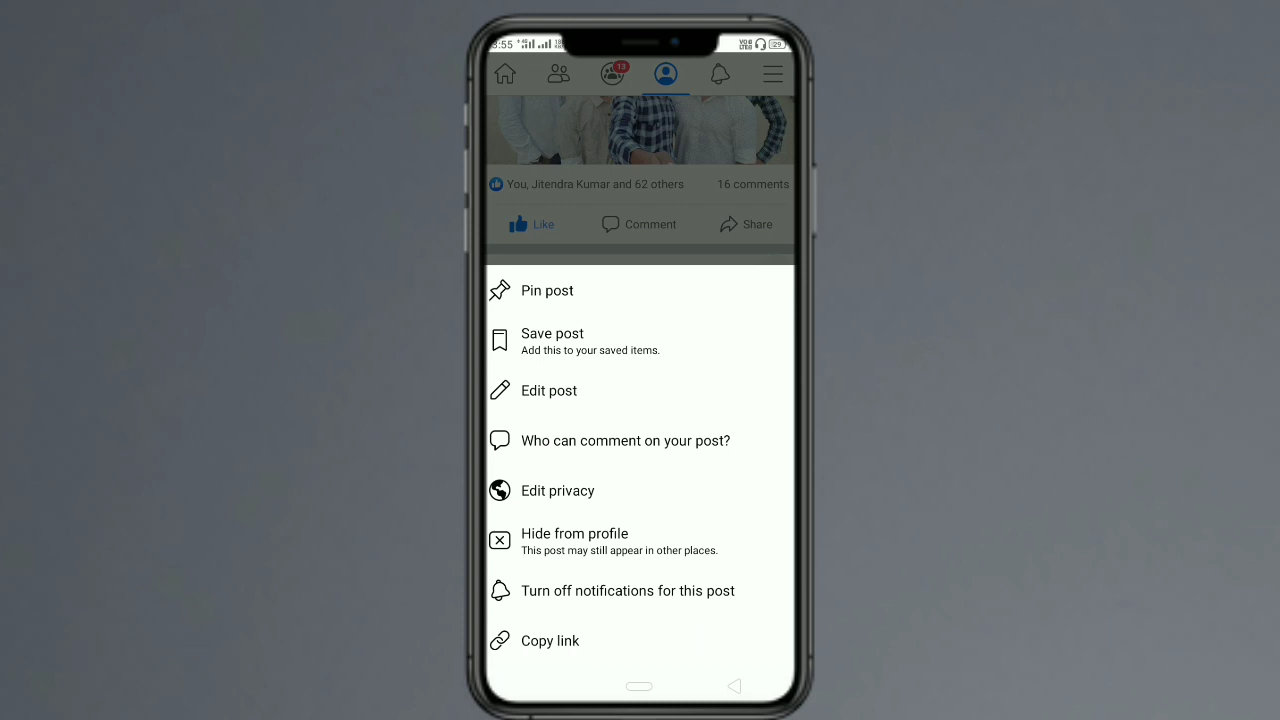 :55
13
29
You, Jitendra Kumar and 62 others 16 comments
Like Comment Share
Pin post
Save post
Add this to your saved items.
Edit post
Who can comment on your post?
Edit privacy
Hide from profile
This post may still appear in other places.
Turn off notifications for this post
Copy link